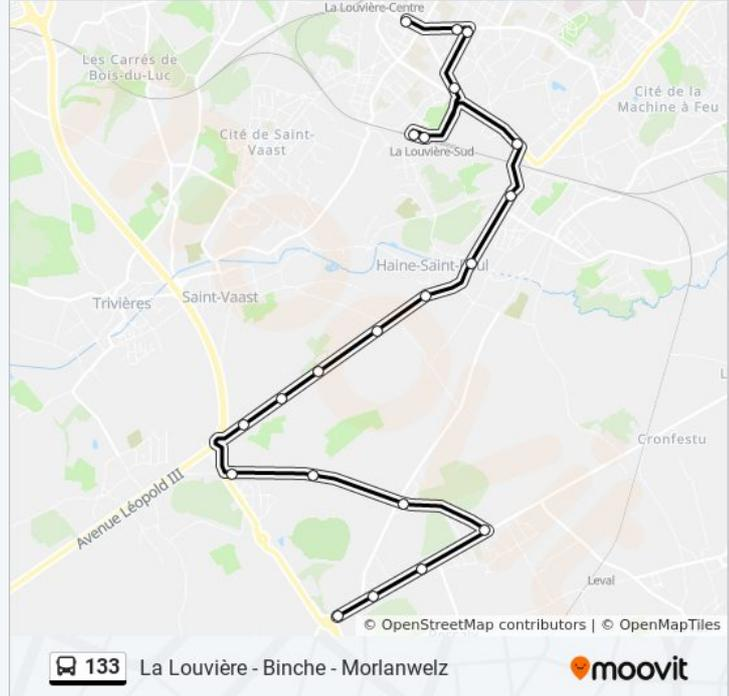 La Louvière-Centre
Les Carrés de
Bois-du-Luc
Cité de la
Machine à Feu
Cité de Saint-
Vaast
La Louvière-Sud
Haine-Saint-
Trivières
Saint-Vaast
Cronfestu
Avenue Léopold III
Leval
© OpenStreetMap contributors | © OpenMapTiles
133 La Louvière - Binche - Morlanwelz
moovit